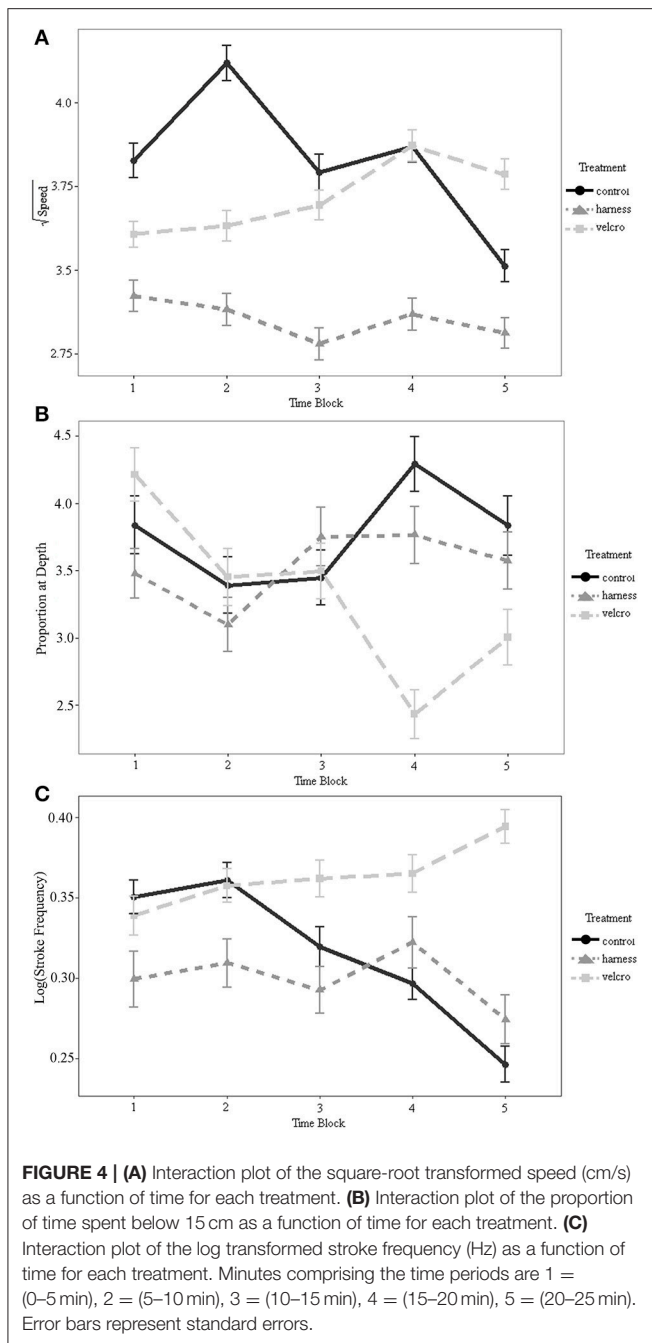 A
4.0
3.75
3.5
2.75
√Speed
1 2 3 4 5
Time Block
Treatment
control
harness
velcro
B
4.5
4.0
3.5
3.0
2.5
Proportion at Depth
1 2 3 4 5
Time Block
Treatment
control
harness
velcro
C
0.40
0.35
0.30
0.25
Log(Stroke Frequency)
1 2 3 4 5
Time Block
Treatment
control
harness
velcro
FIGURE 4 | (A) Interaction plot of the square-root transformed speed (cm/s)
as a function of time for each treatment. (B) Interaction plot of the proportion
of time spent below 15 cm as a function of time for each treatment. (C)
Interaction plot of the log transformed stroke frequency (Hz) as a function of
time for each treatment. Minutes comprising the time periods are 1 =
(0–5 min), 2 = (5–10 min), 3 = (10–15 min), 4 = (15–20 min), 5 = (20–25 min).
Error bars represent standard errors.